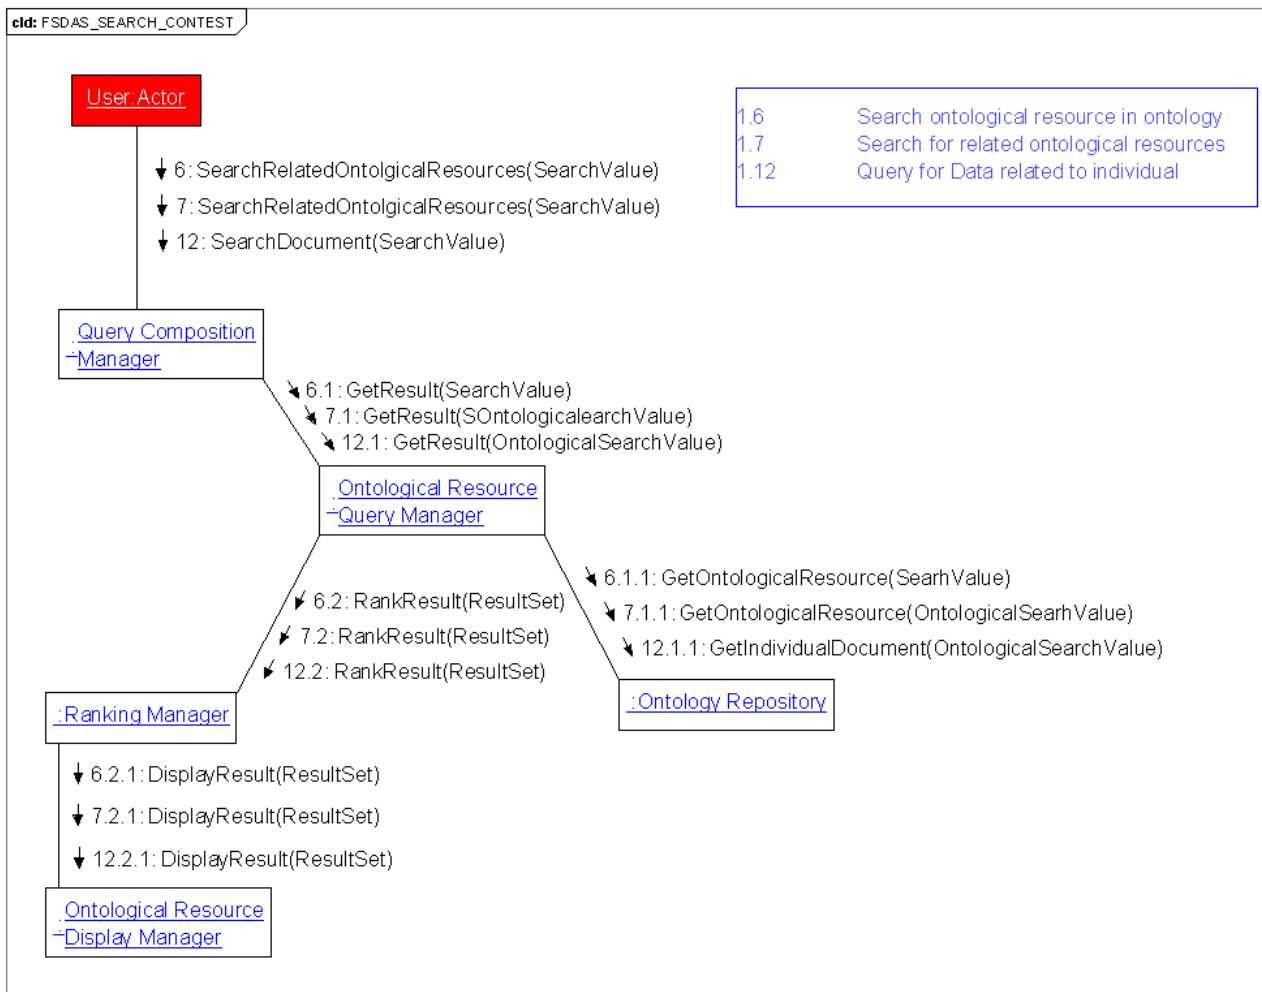 cld: FSDAS_SEARCH_CONTEST
User:Actor
1.6 Search ontological resource in ontology
1.7 Search for related ontological resources
1.12 Query for Data related to individual
6: SearchRelatedOntolgicalResources(SearchValue)
7: SearchRelatedOntolgicalResources(SearchValue)
12: SearchDocument(SearchValue)
:Query Composition
Manager
6.1: GetResult(SearchValue)
7.1: GetResult(SOntologicalearchValue)
12.1: GetResult(OntologicalSearchValue)
:Ontological Resource
Query Manager
6.1.1: GetOntologicalResource(SearhValue)
7.1.1: GetOntologicalResource(OntologicalSearhValue)
12.1.1: GetIndividualDocument(OntologicalSearchValue)
6.2: RankResult(ResultSet)
7.2: RankResult(ResultSet)
12.2: RankResult(ResultSet)
:Ranking Manager
:Ontology Repository
6.2.1: DisplayResult(ResultSet)
7.2.1: DisplayResult(ResultSet)
12.2.1: DisplayResult(ResultSet)
:Ontological Resource
Display Manager